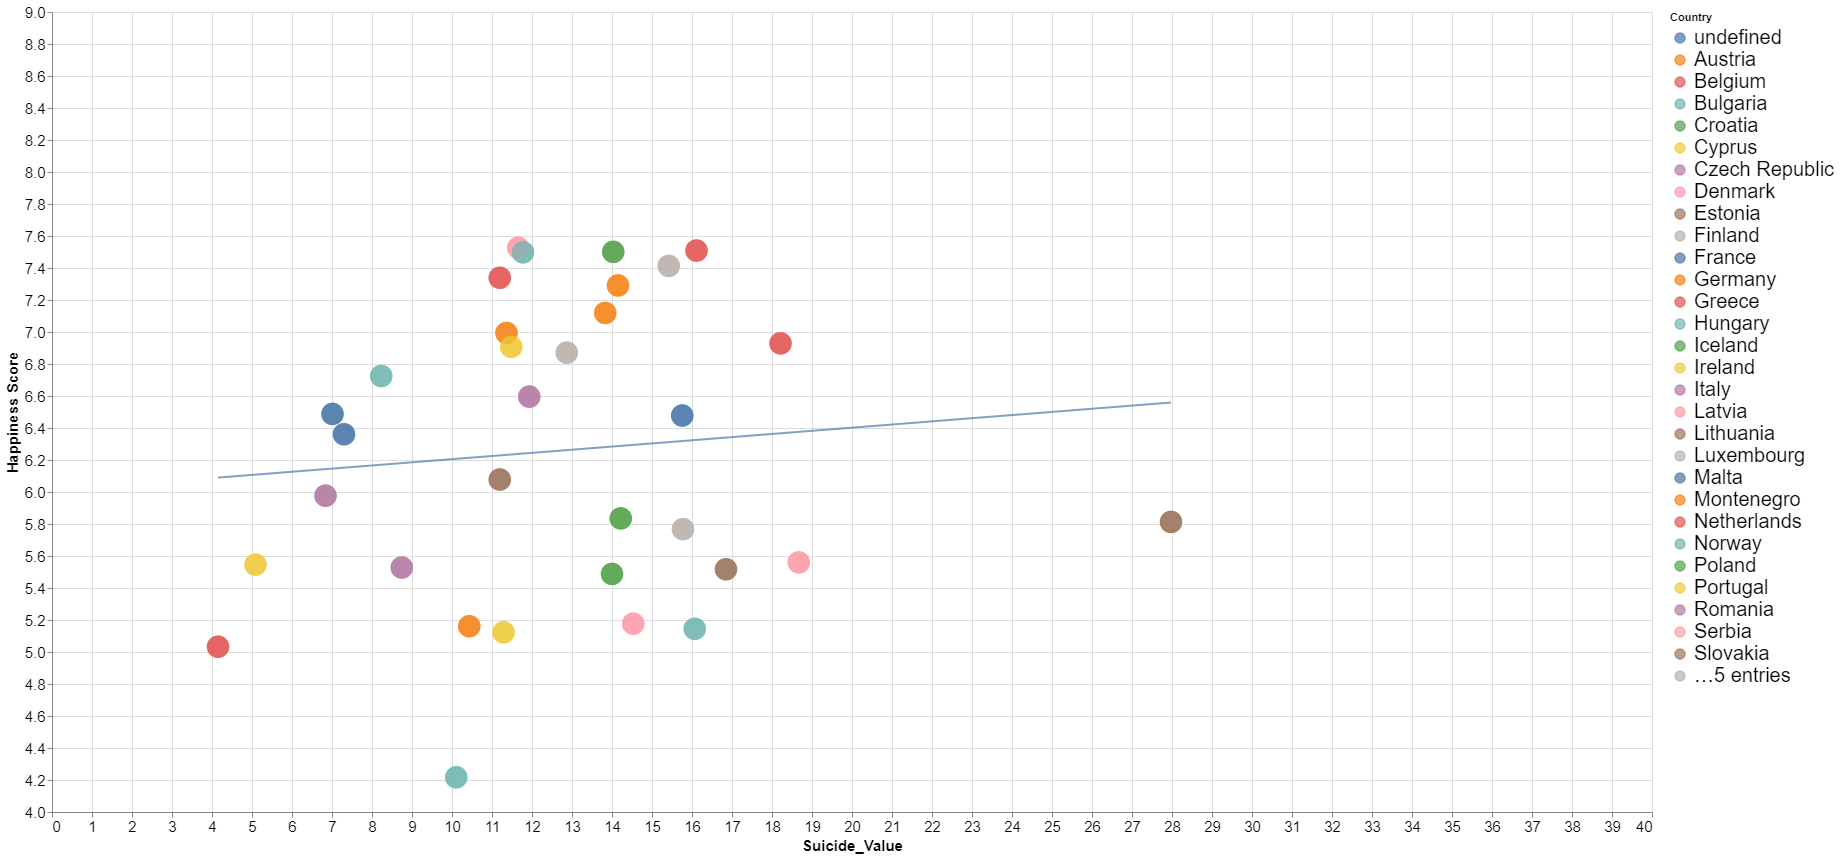 9.0
8.8
8.6
8.4
8.2
8.0
7.8
7.6
7.4
7.2
7.0
6.8
6.6
6.4
6.2
6.0
5.8
5.6
5.4
5.2
5.0
4.8
4.6
4.4
4.2
4.0
Happiness Score
0 1 2 3 4 5 6 7 8 9 10 11 12 13 14 15 16 17 18 19 20 21 22 23 24 25 26 27 28 29 30 31 32 33 34 35 36 37 38 39 40
Suicide_Value
Country
undefined
Austria
Belgium
Bulgaria
Croatia
Cyprus
Czech Republic
Denmark
Estonia
Finland
France
Germany
Greece
Hungary
Iceland
Ireland
Italy
Latvia
Lithuania
Luxembourg
Malta
Montenegro
Netherlands
Norway
Poland
Portugal
Romania
Serbia
Slovakia
…5 entries